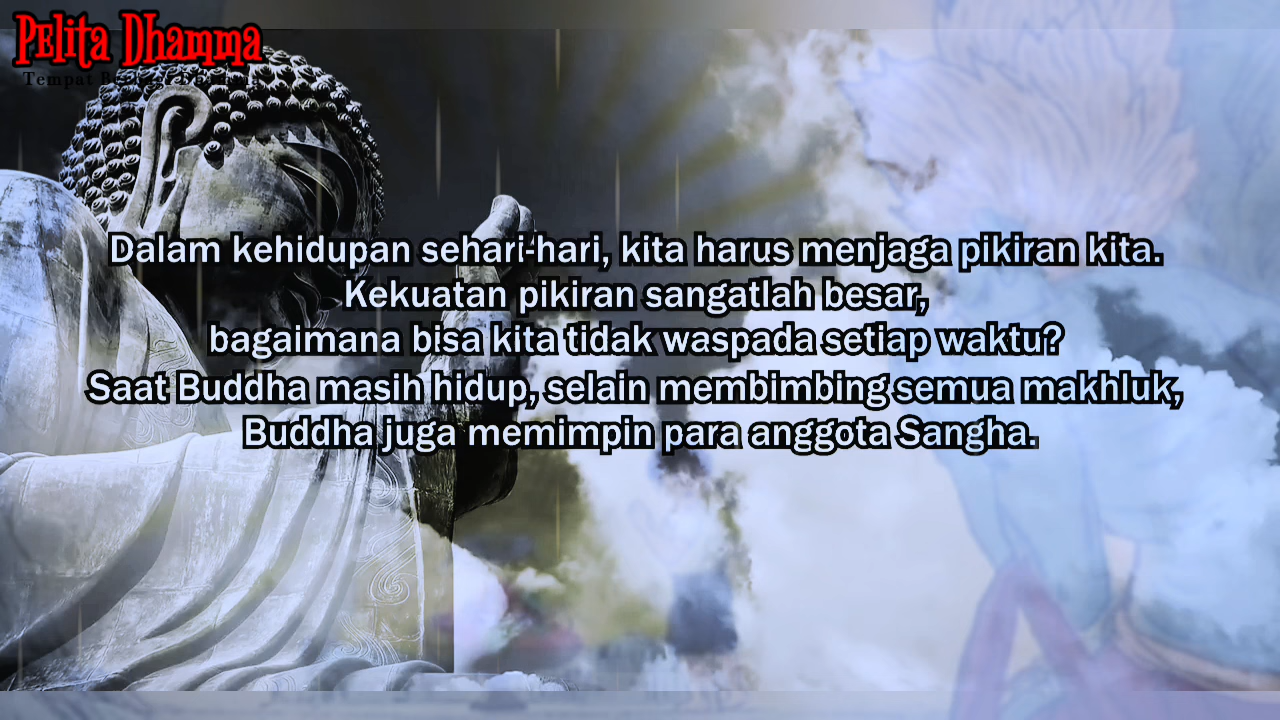 Pelita Dhamma
Tempat
Dalam kehidupan sehari-hari, kita harus menjaga pikiran kita.
Kekuatan pikiran sangatlah besar,
bagaimana bisa kita tidak waspada setiap waktu?
Saat Buddha masih hidup, selain membimbing semua makhluk,
Buddha juga memimpin para anggota Sangha.